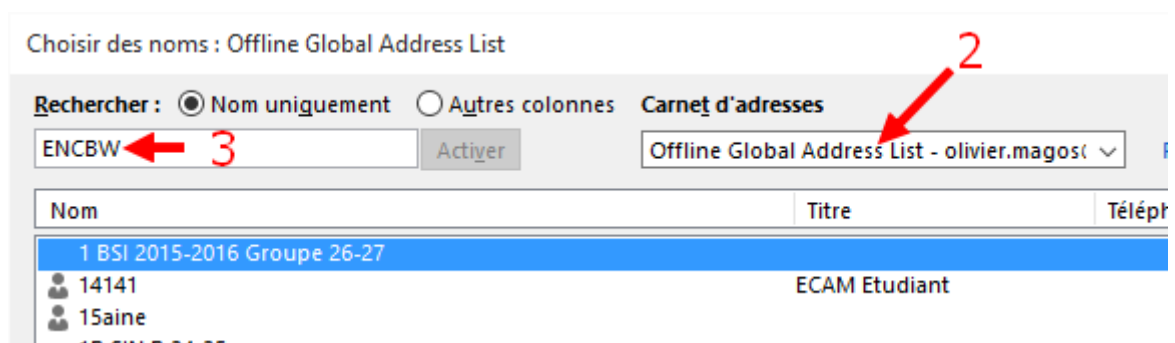 Choisir des noms : Offline Global Address List
2
Rechercher : Nom uniquement Autres colonnes Carnet d'adresses
ENCBW 3 Activer Offline Global Address List - olivier.magos(
Nom Titre Téléph
1 BSI 2015-2016 Groupe 26-27
14141 ECAM Etudiant
15aine